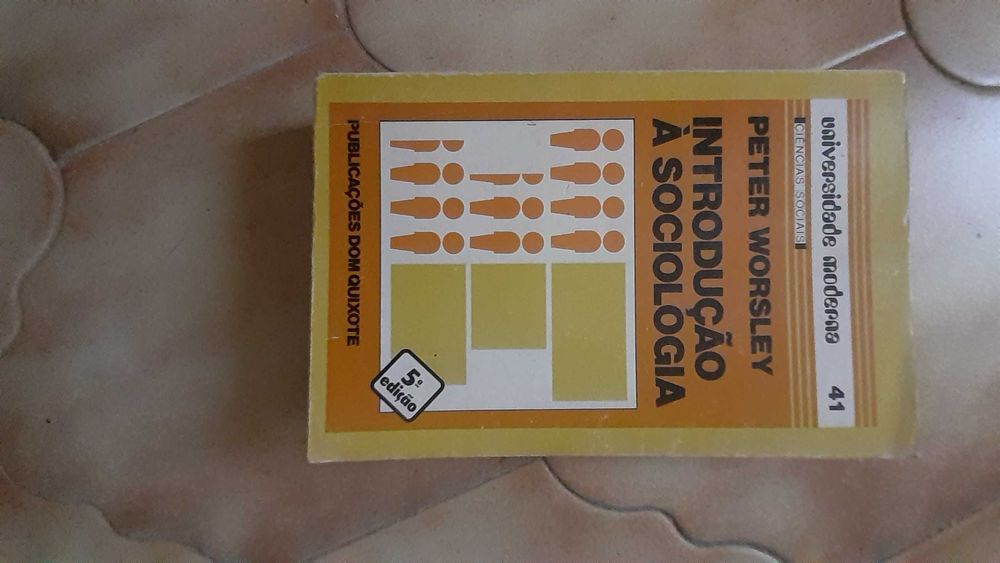 universidade moderna 41
CIÊNCIAS SOCIAIS
PETER WORSLEY
INTRODUÇÃO
À SOCIOLOGIA
5ª
edição
PUBLICAÇÕES DOM QUIXOTE